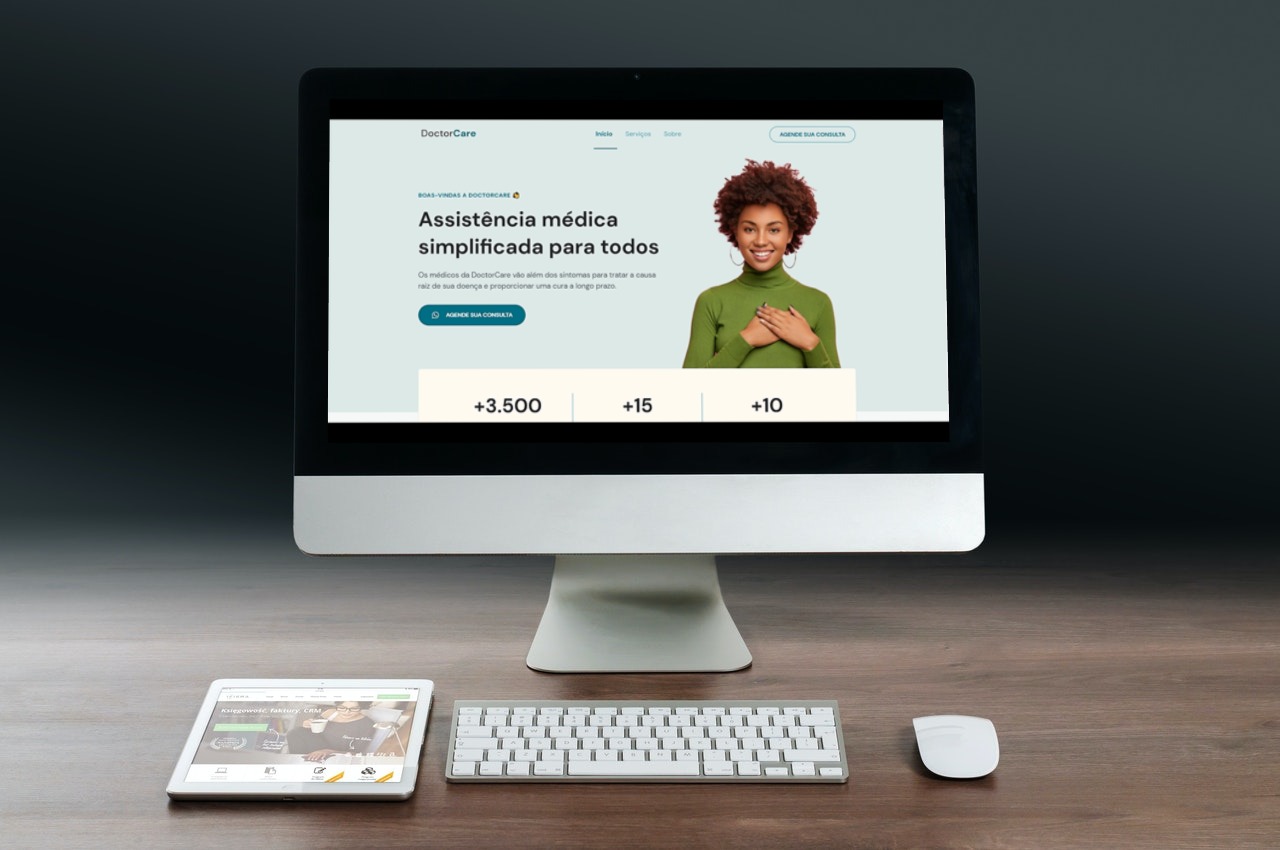 DoctorCare
Início Serviços Sobre
AGENDE SUA CONSULTA
BOAS-VINDAS A DOCTORCARE
Assistência médica
simplificada para todos
Os médicos da DoctorCare vão além dos sintomas para tratar a causa
raiz de sua doença e proporcionar uma cura a longo prazo.
AGENDE SUA CONSULTA
+3.500 +15 +10
Księgowość, faktury, CRM